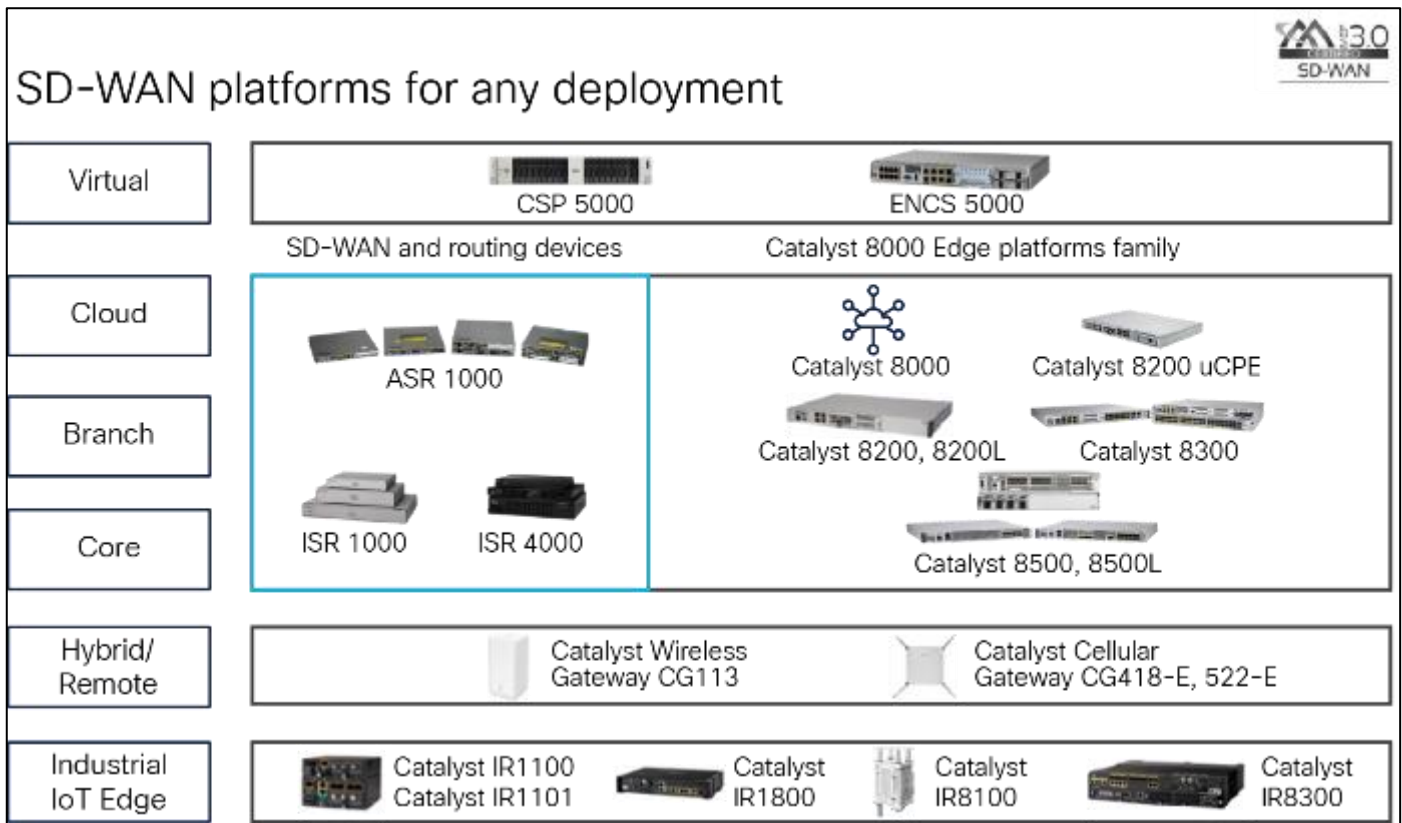 3.0
SD-WAN
SD-WAN platforms for any deployment
Virtual
CSP 5000
ENCS 5000
SD-WAN and routing devices
Catalyst 8000 Edge platforms family
Cloud
ASR 1000
Catalyst 8000
Catalyst 8200 uCPE
Branch
Catalyst 8200, 8200L
Catalyst 8300
Core
ISR 1000
ISR 4000
Catalyst 8500, 8500L
Hybrid/
Remote
Catalyst Wireless
Gateway CG113
Catalyst Cellular
Gateway CG418-E, 522-E
Industrial
IoT Edge
Catalyst IR1100
Catalyst IR1101
Catalyst
IR1800
Catalyst
IR8100
Catalyst
IR8300